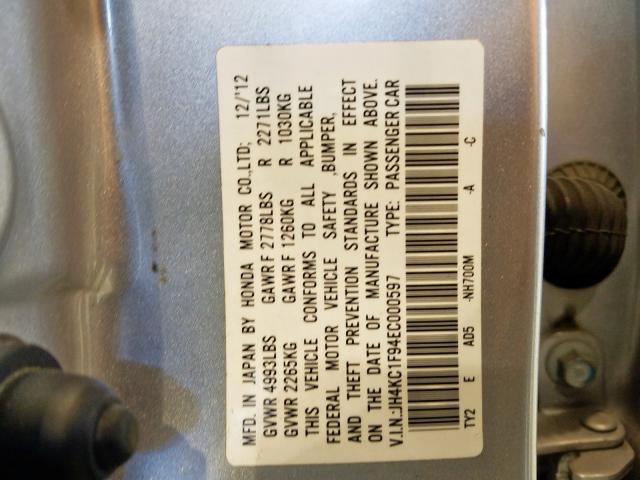 MFD. IN JAPAN BY HONDA MOTOR CO.,LTD; 12/'12
GVWR 4993LBS GAWR F 2778LBS R 2271LBS
GVWR 2265KG GAWR F 1260KG R 1030KG
THIS VEHICLE CONFORMS TO ALL APPLICABLE
FEDERAL MOTOR VEHICLE SAFETY ,BUMPER,
AND THEFT PREVENTION STANDARDS IN EFFECT
ON THE DATE OF MANUFACTURE SHOWN ABOVE.
V.I.N.:JH4KC1F94EC000597 TYPE: PASSENGER CAR
TY2 E AD5 -NH700M -A -C